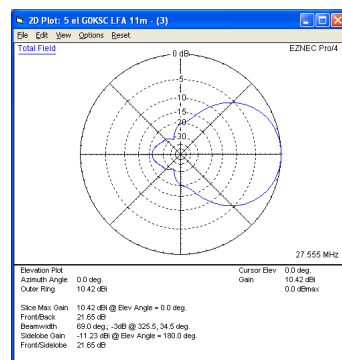 2D Plot: 5 el G0KSC LFA 11m - (3)
File Edit View Options Reset
Total Field
EZNEC Pro/4
0 dB
-5
-10
-15
-20
-30
27.555 MHz
Elevation Plot
Azimuth Angle 0.0 deg.
Outer Ring 10.42 dBi
Cursor Elev 0.0 deg.
Gain 10.42 dBi
0.0 dBmax
Slice Max Gain 10.42 dBi @ Elev Angle = 0.0 deg.
Front/Back 21.65 dB
Beamwidth 69.0 deg.; -3dB @ 325.5, 34.5 deg.
Sidelobe Gain -11.23 dBi @ Elev Angle = 180.0 deg.
Front/Sidelobe 21.65 dB